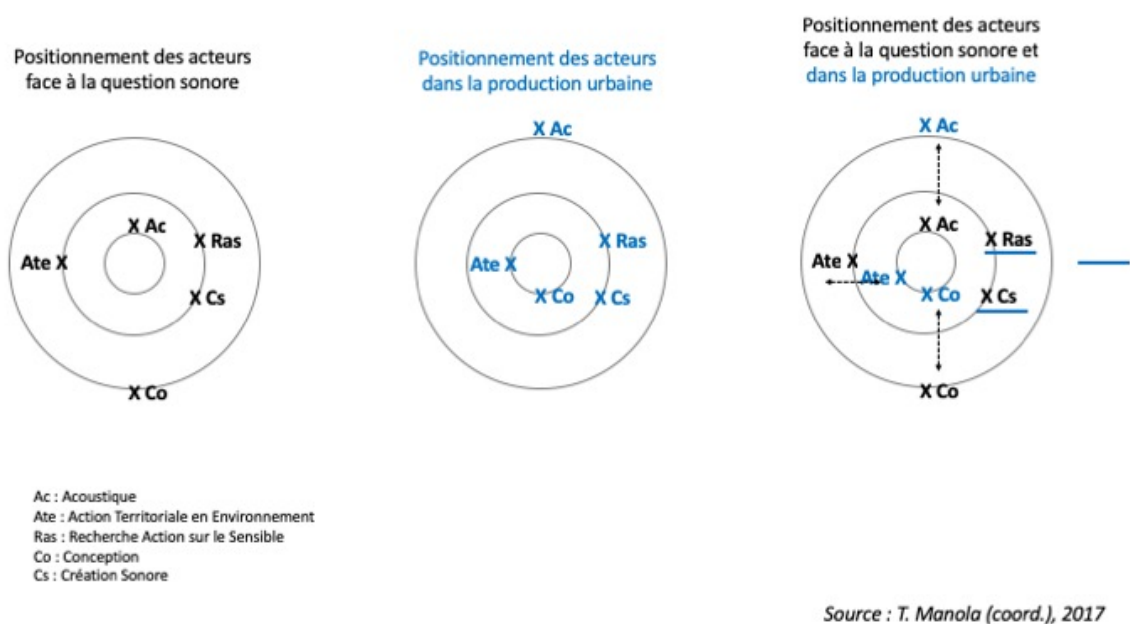 Positionnement des acteurs
face à la question sonore
X Ac
X Ras
Ate X
X Cs
X Co
Positionnement des acteurs
dans la production urbaine
X Ac
X Ras
Ate X
X Co
X Cs
Positionnement des acteurs
face à la question sonore et
dans la production urbaine
X Ac
X Ac
X Ras
Ate X
Ate X
X Co
X Cs
X Co
Ac : Acoustique
Ate : Action Territoriale en Environnement
Ras : Recherche Action sur le Sensible
Co : Conception
Cs : Création Sonore
Source : T. Manola (coord.), 2017